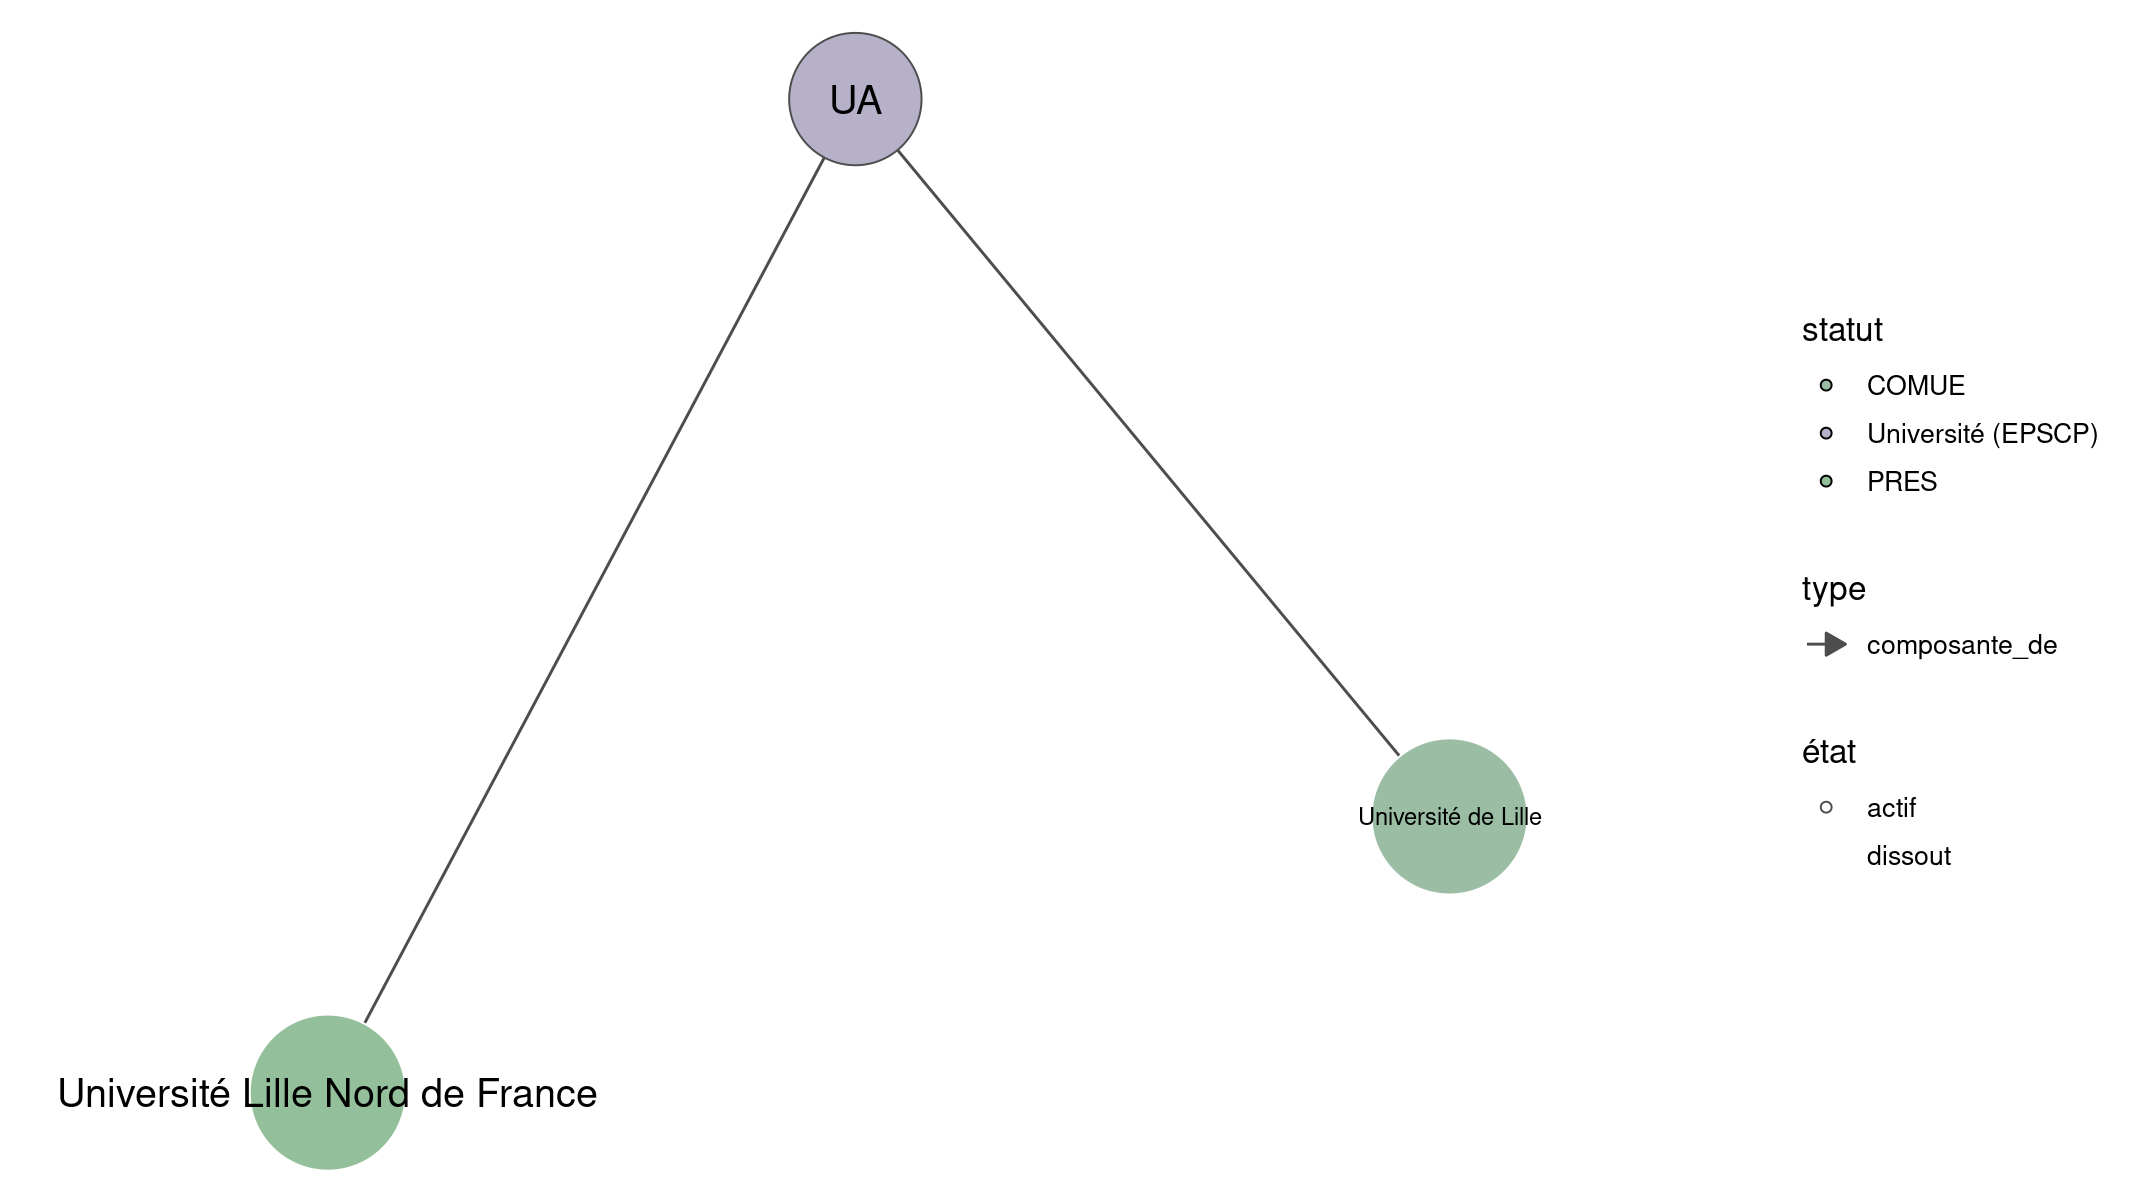 UA
Université de Lille
Université Lille Nord de France
statut
COMUE
Université (EPSCP)
PRES
type
composante_de
état
actif
dissout